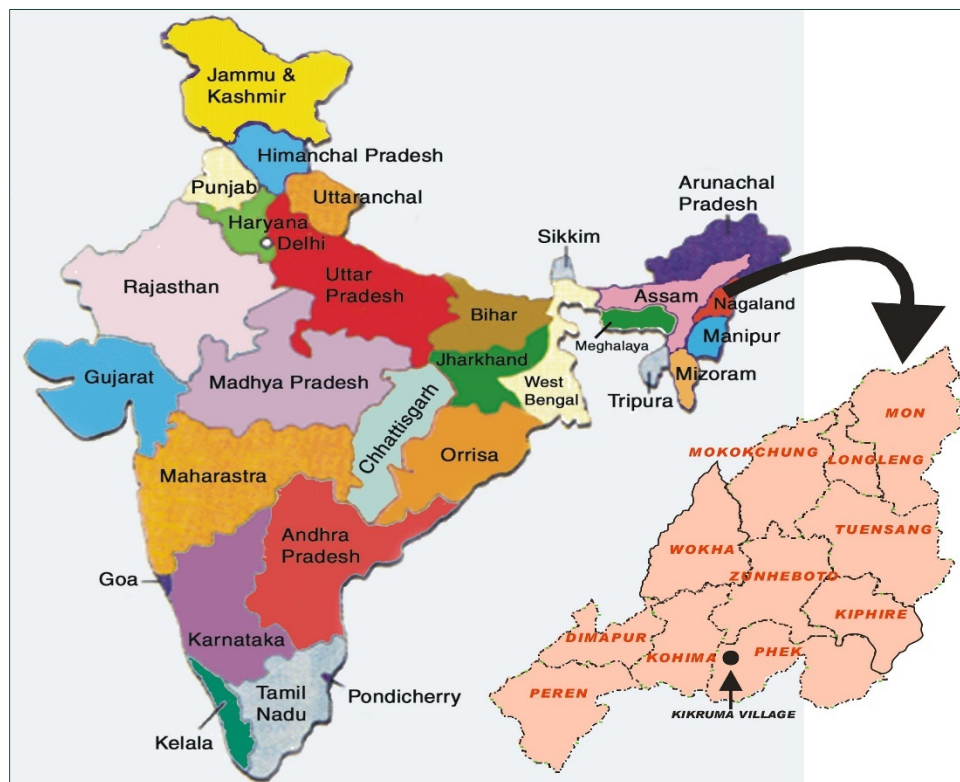 Jammu &
Kashmir
Himanchal Pradesh
Punjab
Uttaranchal
Haryana
Delhi
Arunachal
Pradesh
Sikkim
Rajasthan
Uttar
Pradesh
Assam
Nagaland
Bihar
Meghalaya
Manipur
Jharkhand
Gujarat
Madhya Pradesh
West
Bengal
Mizoram
Tripura
Chhattisgarh
Orrisa
Maharastra
Andhra
Pradesh
Goa
Karnataka
Tamil
Nadu
Pondicherry
Kelala
MON
MOKOKCHUNG
LONGLENG
TUENSANG
WOKHA
ZUNHEBOTO
KIPHIRE
DIMAPUR
KOHIMA
PHEK
PEREN
KIKRUMA VILLAGE